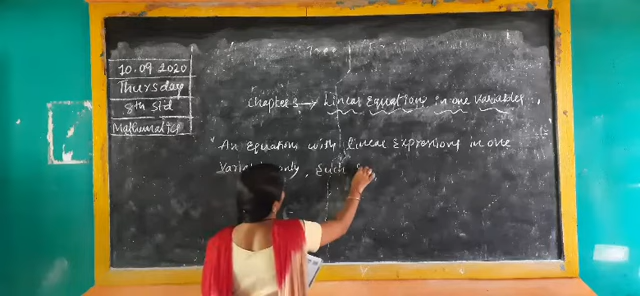 10.09 2020
Thursday
8th std
Mathematics
Chapter 3 → Linear Equations in one Variables.
" An Equations with linear Expressions in one
only, such